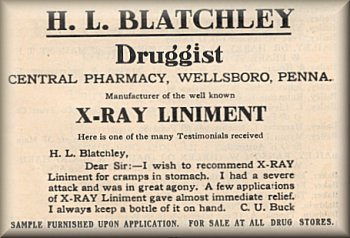 H. L. BLATCHLEY
Druggist
CENTRAL PHARMACY, WELLSBORO, PENNA.
Manufacturer of the well known
X-RAY LINIMENT
Here is one of the many Testimonials received
H. L. Blatchley,
Dear Sir:—I wish to recommend X-RAY
Liniment for cramps in stomach. I had a severe
attack and was in great agony. A few applications
of X-RAY Liniment gave almost immediate relief.
I always keep a bottle of it on hand. C. U. Buck
SAMPLE FURNISHED UPON APPLICATION. FOR SALE AT ALL DRUG STORES.